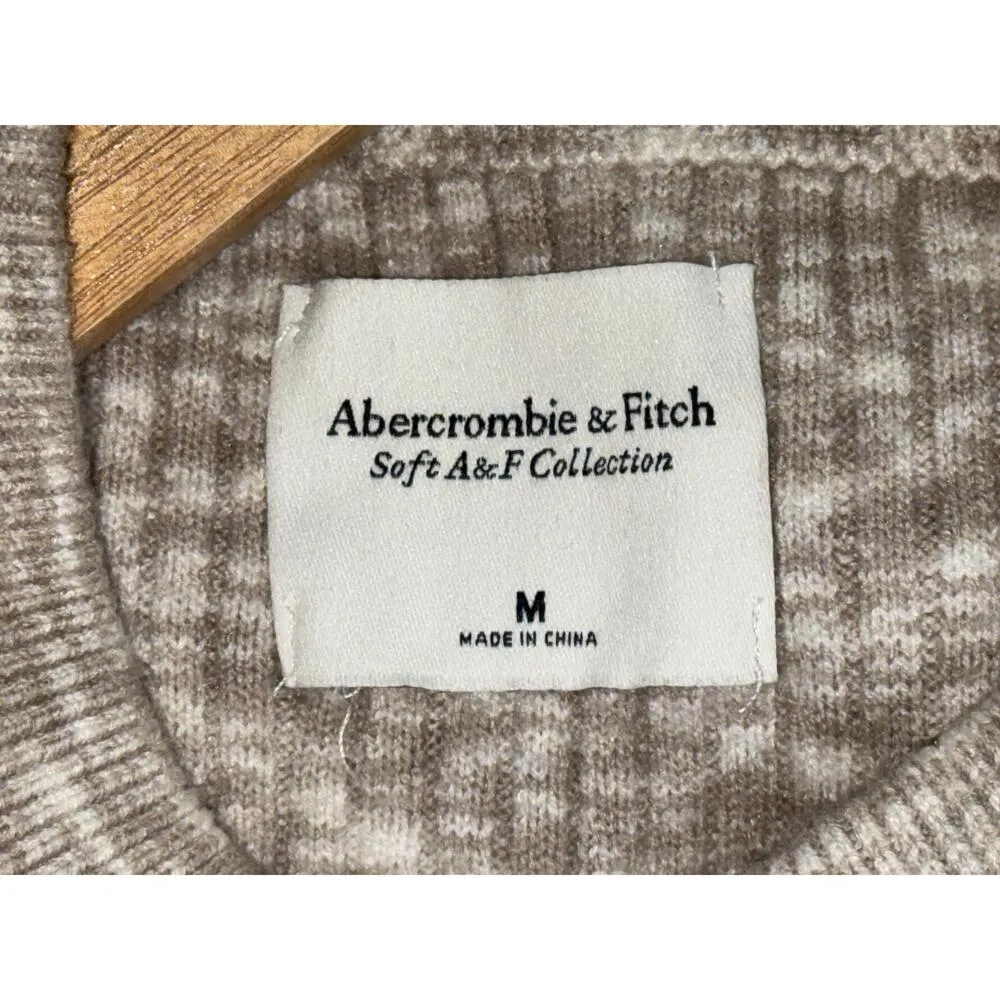 Abercrombie & Fitch
Soft A&F Collection
M
MADE IN CHINA